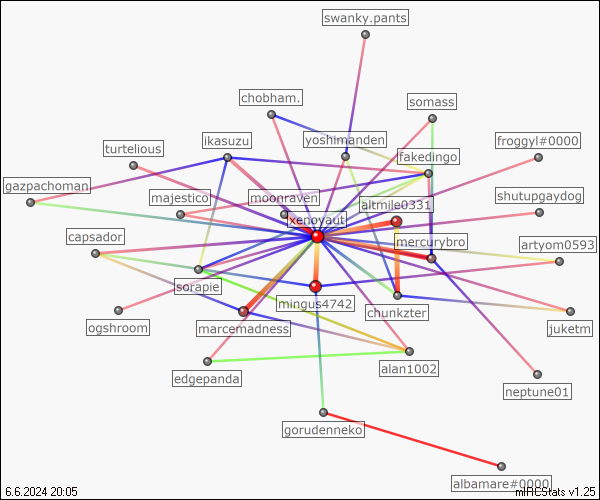 swanky.pants
chobham.
somass
ikasuzu
yoshimanden
froggyl#0000
turtelious
fakedingo
gazpachoman
majestico
moonraven
altmile0331
shutupgaydog
xenoyaut
capsador
mercurybro
artyom0593
sorapie
mingus4742
chunkzter
ogshroom
marcemadness
juketm
edgepanda
alan1002
neptune01
gorudenneko
albamare#0000
6.6.2024 20:05
mIRCStats v1.25